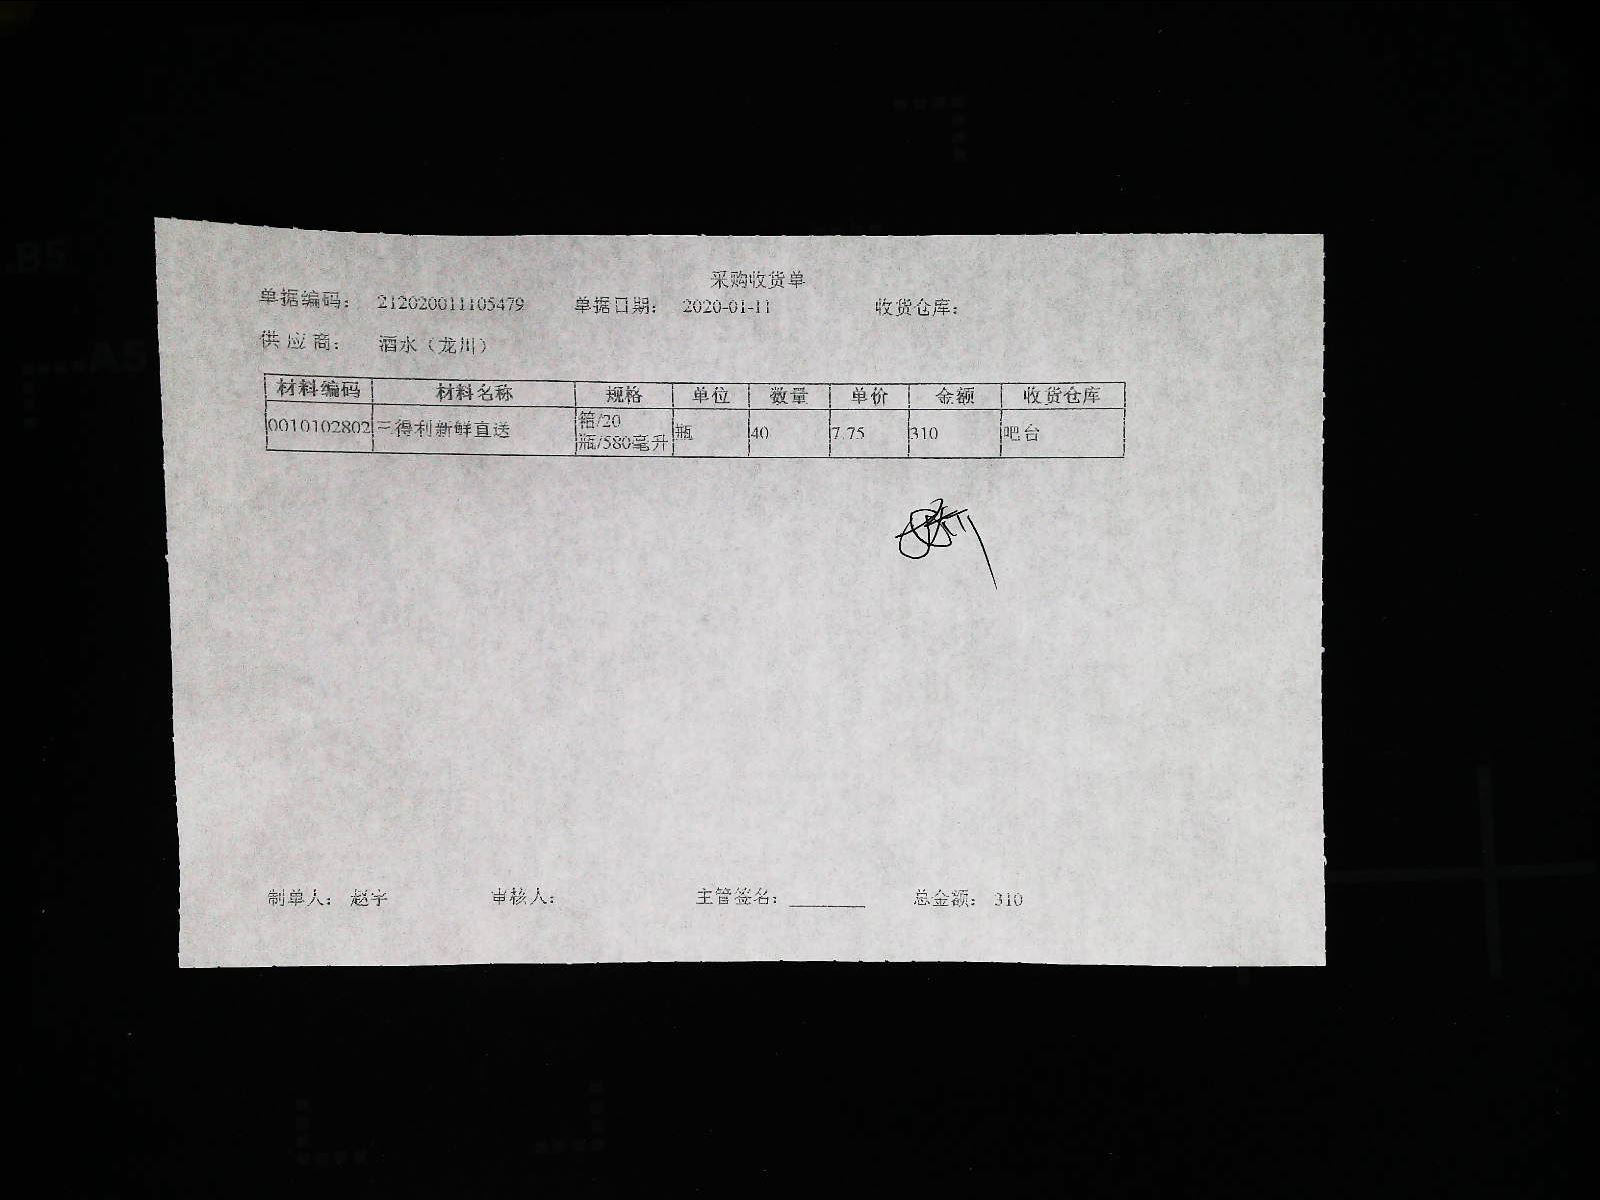 采购收货单
单据编码： 212020011105479 单据日期： 2020-01-11 收货仓库：
供应商： 酒水（龙川）
材料编码 材料名称 规格 单位 数量 单价 金额 收货仓库
0010102802 三得利新鲜直送 箱/20瓶/580毫升 瓶 40 7.75 310 吧台
制单人： 赵宇 审核人： 主管签名： ________ 总金额： 310